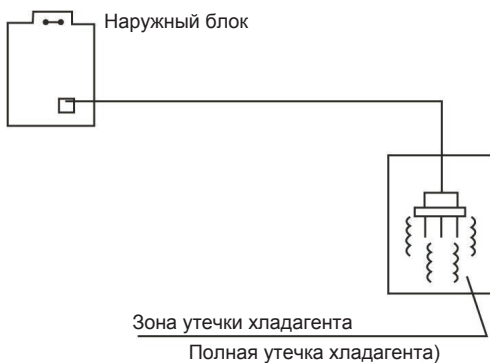 Наружный блок
Зона утечки хладагента
Полная утечка хладагента)